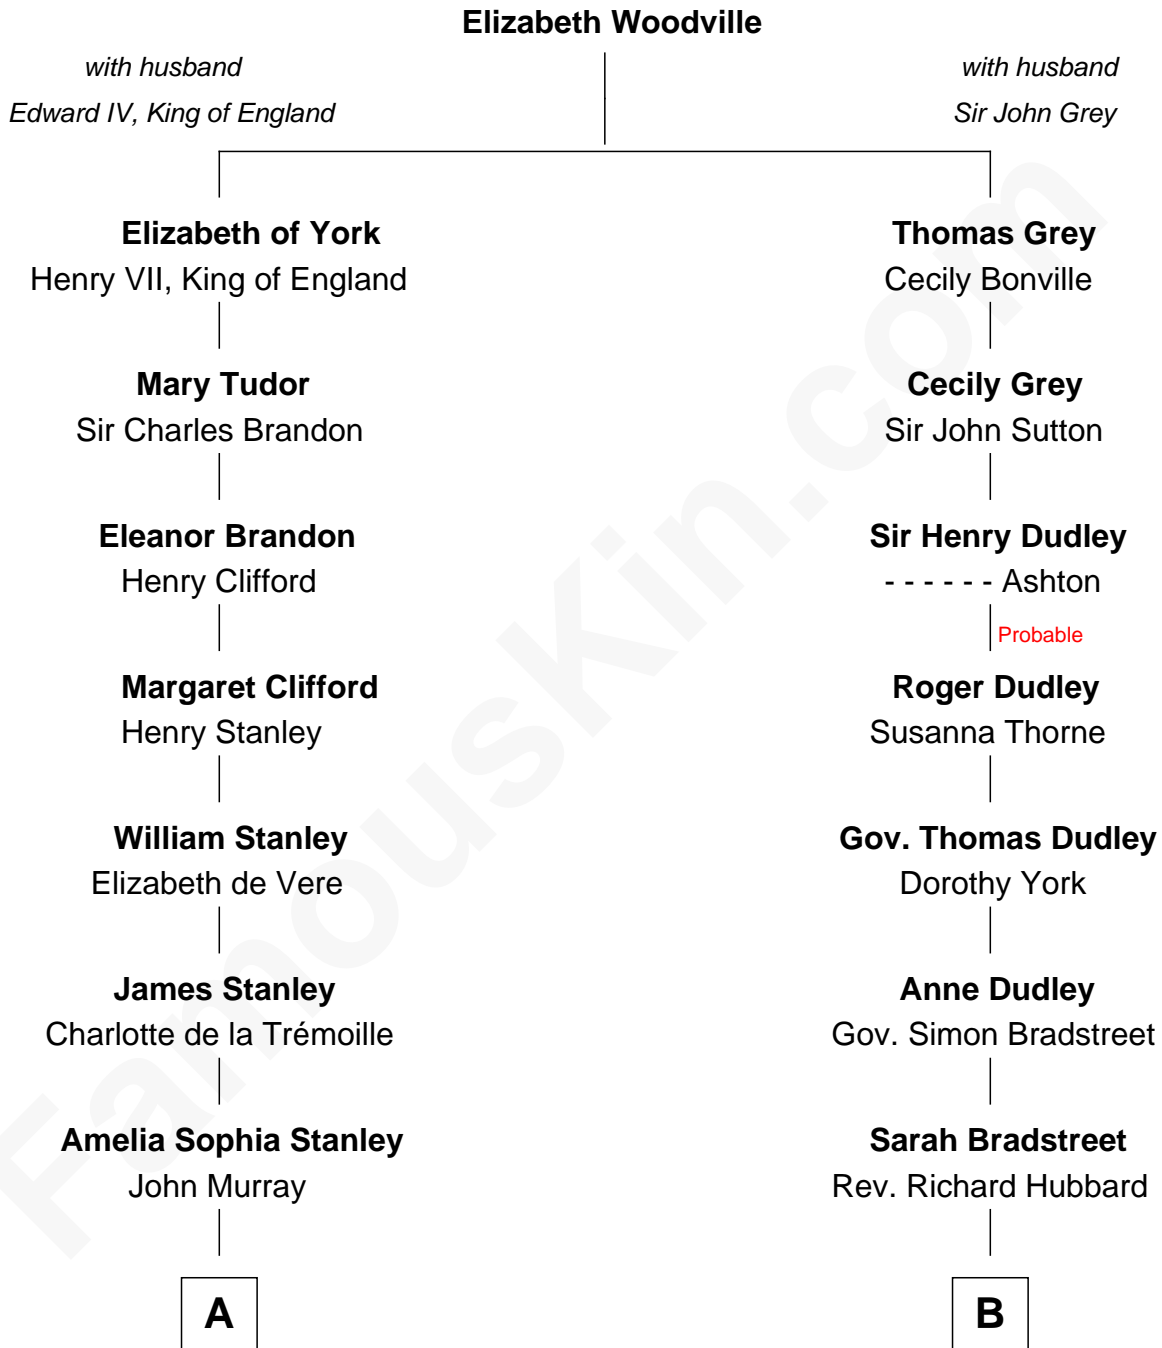 Elizabeth Woodville
with husband
Edward IV, King of England
with husband
Sir John Grey
Elizabeth of York
Henry VII, King of England
Thomas Grey
Cecily Bonville
Mary Tudor
Sir Charles Brandon
Cecily Grey
Sir John Sutton
Eleanor Brandon
Henry Clifford
Sir Henry Dudley
- - - - - - Ashton
Probable
Margaret Clifford
Henry Stanley
Roger Dudley
Susanna Thorne
William Stanley
Elizabeth de Vere
Gov. Thomas Dudley
Dorothy York
James Stanley
Charlotte de la Trémoille
Anne Dudley
Gov. Simon Bradstreet
Amelia Sophia Stanley
John Murray
Sarah Bradstreet
Rev. Richard Hubbard
A
B
FamousKin.com